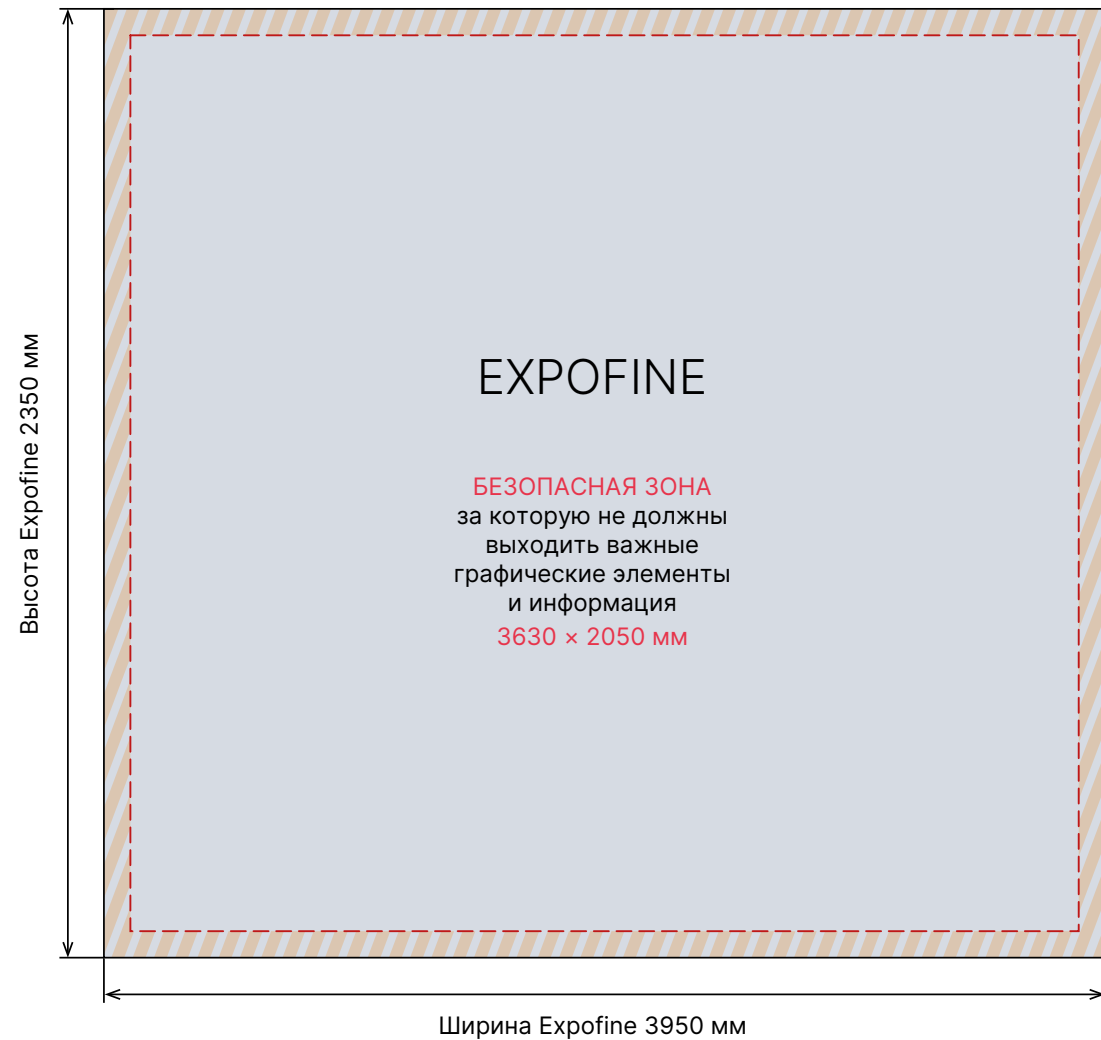 Высота Expofine 2350 мм
EXPOFINE
БЕЗОПАСНАЯ ЗОНА
за которую не должны
выходить важные
графические элементы
и информация
3630 × 2050 мм
Ширина Expofine 3950 мм